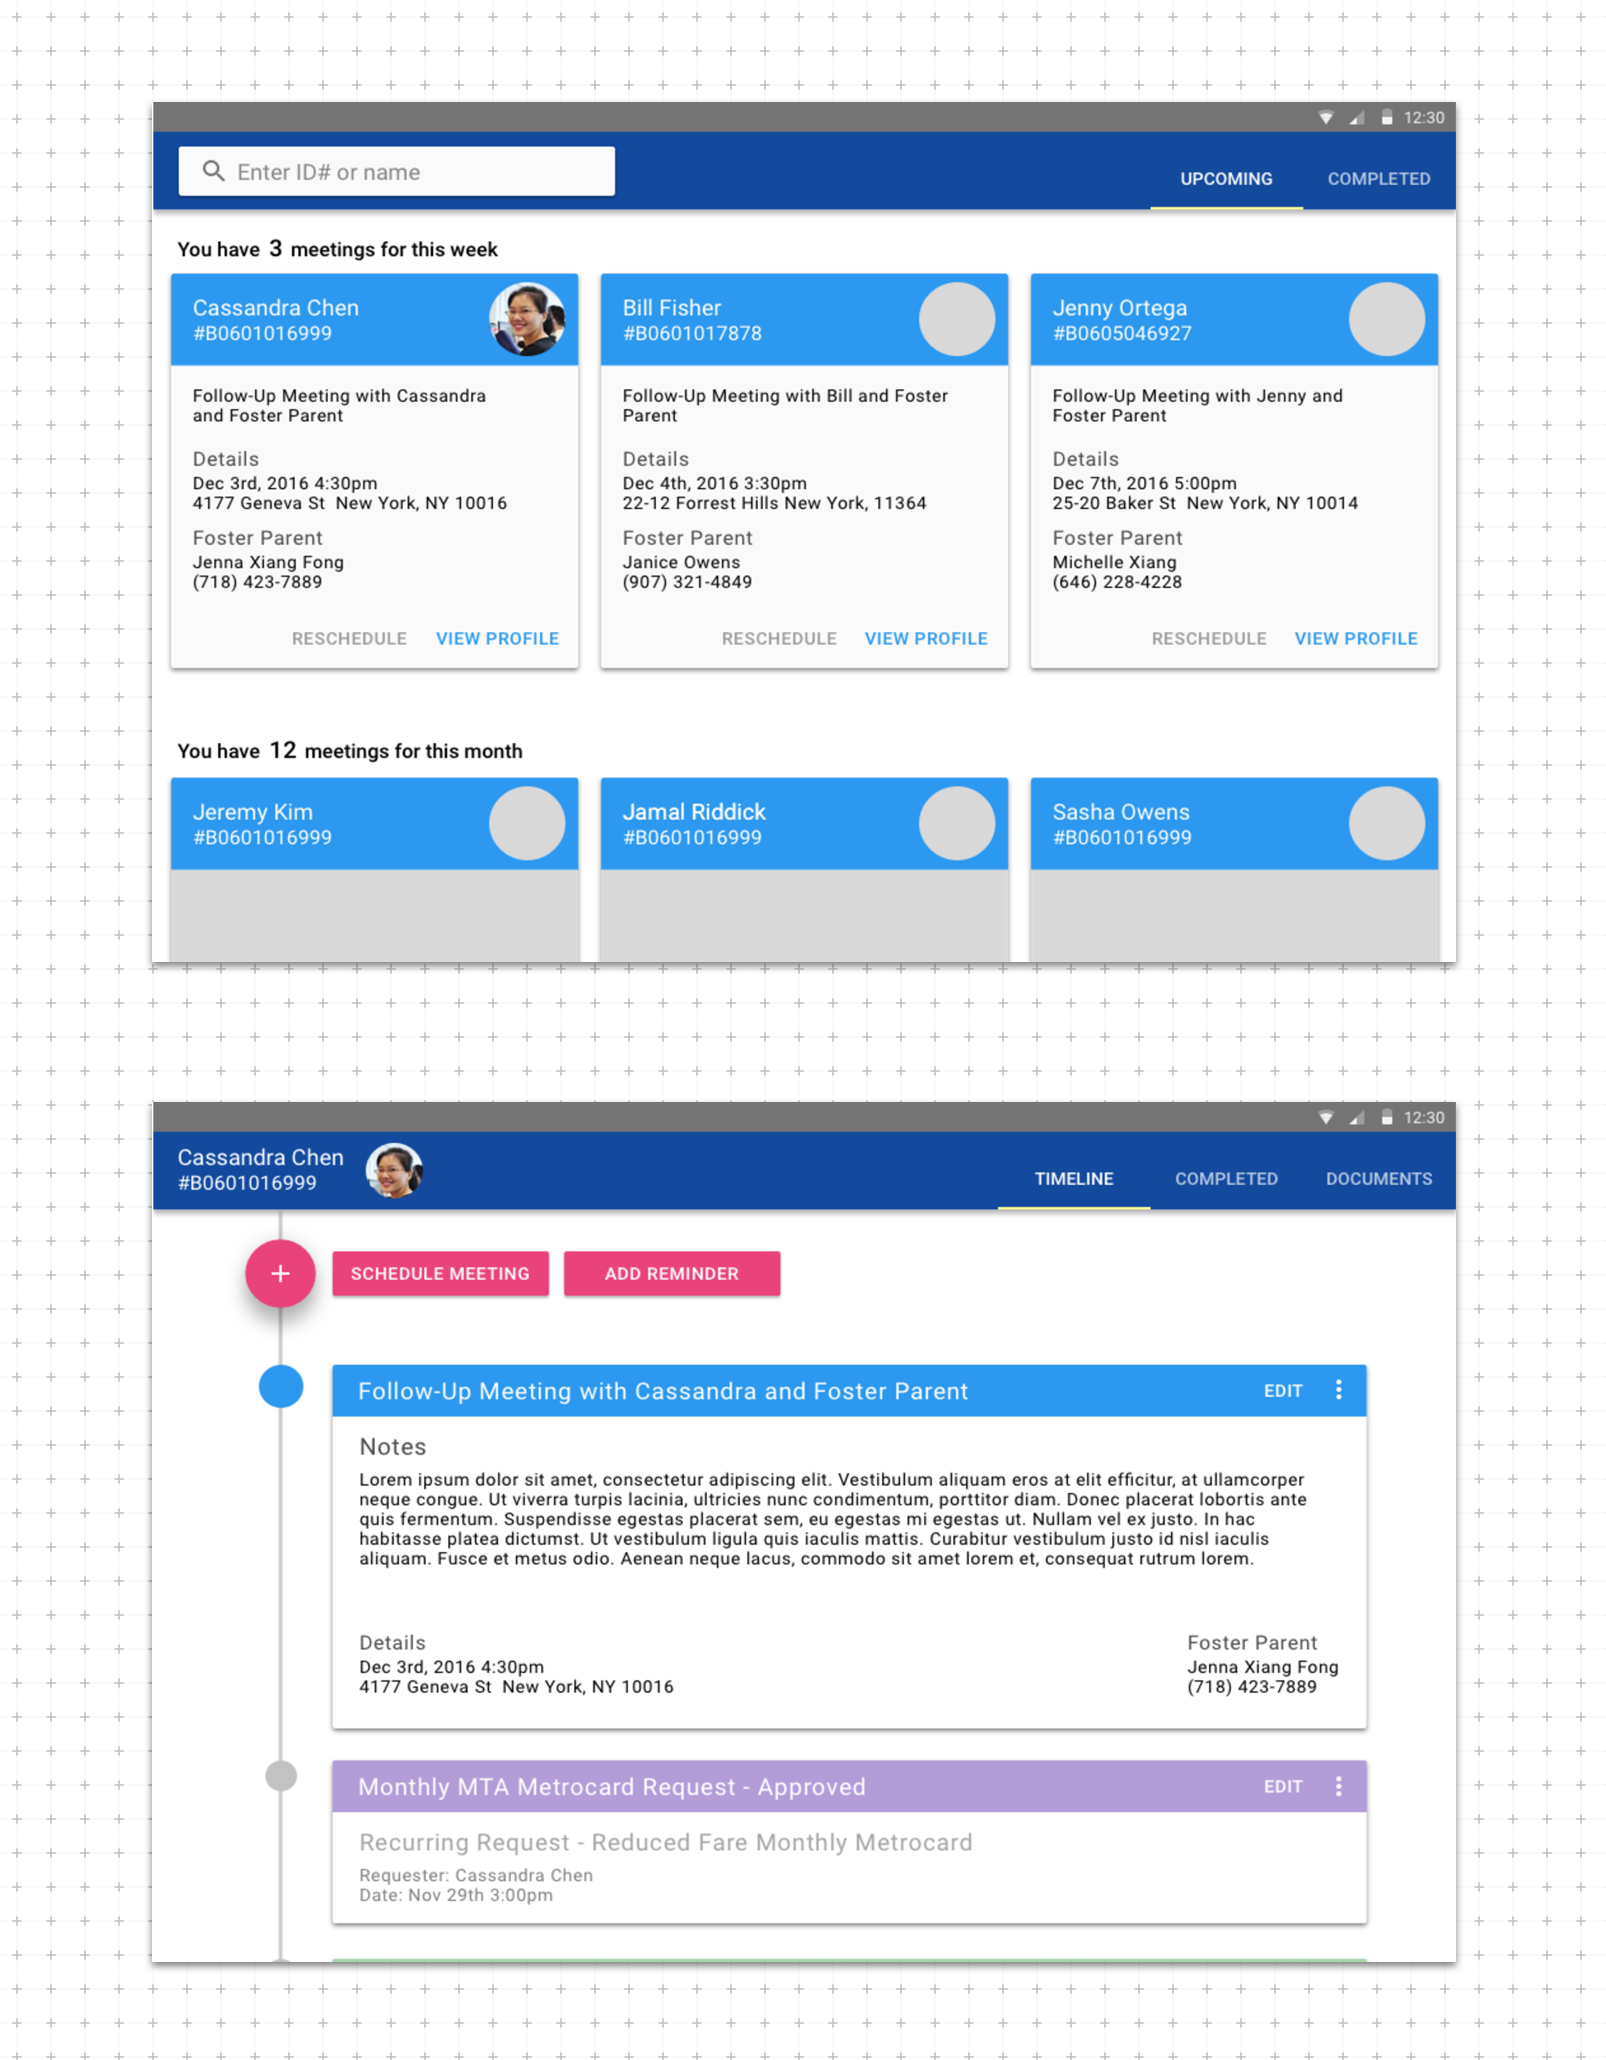 12:30
Enter ID# or name
UPCOMING
COMPLETED
You have 3 meetings for this week
Cassandra Chen
#B0601016999
Follow-Up Meeting with Cassandra
and Foster Parent
Details
Dec 3rd, 2016 4:30pm
4177 Geneva St New York, NY 10016
Foster Parent
Jenna Xiang Fong
(718) 423-7889
RESCHEDULE
VIEW PROFILE
Bill Fisher
#B0601017878
Follow-Up Meeting with Bill and Foster
Parent
Details
Dec 4th, 2016 3:30pm
22-12 Forrest Hills New York, 11364
Foster Parent
Janice Owens
(907) 321-4849
RESCHEDULE
VIEW PROFILE
Jenny Ortega
#B0605046927
Follow-Up Meeting with Jenny and
Foster Parent
Details
Dec 7th, 2016 5:00pm
25-20 Baker St New York, NY 10014
Foster Parent
Michelle Xiang
(646) 228-4228
RESCHEDULE
VIEW PROFILE
You have 12 meetings for this month
Jeremy Kim
#B0601016999
Jamal Riddick
#B0601016999
Sasha Owens
#B0601016999
12:30
Cassandra Chen
#B0601016999
TIMELINE
COMPLETED
DOCUMENTS
+
SCHEDULE MEETING
ADD REMINDER
Follow-Up Meeting with Cassandra and Foster Parent
EDIT
Notes
Lorem ipsum dolor sit amet, consectetur adipiscing elit. Vestibulum aliquam eros at elit efficitur, at ullamcorper
neque congue. Ut viverra turpis lacinia, ultricies nunc condimentum, porttitor diam. Donec placerat lobortis ante
quis fermentum. Suspendisse egestas placerat sem, eu egestas mi egestas ut. Nullam vel ex justo. In hac
habitasse platea dictumst. Ut vestibulum ligula quis iaculis mattis. Curabitur vestibulum justo id nisl iaculis
aliquam. Fusce et metus odio. Aenean neque lacus, commodo sit amet lorem et, consequat rutrum lorem.
Details
Dec 3rd, 2016 4:30pm
4177 Geneva St New York, NY 10016
Foster Parent
Jenna Xiang Fong
(718) 423-7889
Monthly MTA Metrocard Request - Approved
EDIT
Recurring Request - Reduced Fare Monthly Metrocard
Requester: Cassandra Chen
Date: Nov 29th 3:00pm